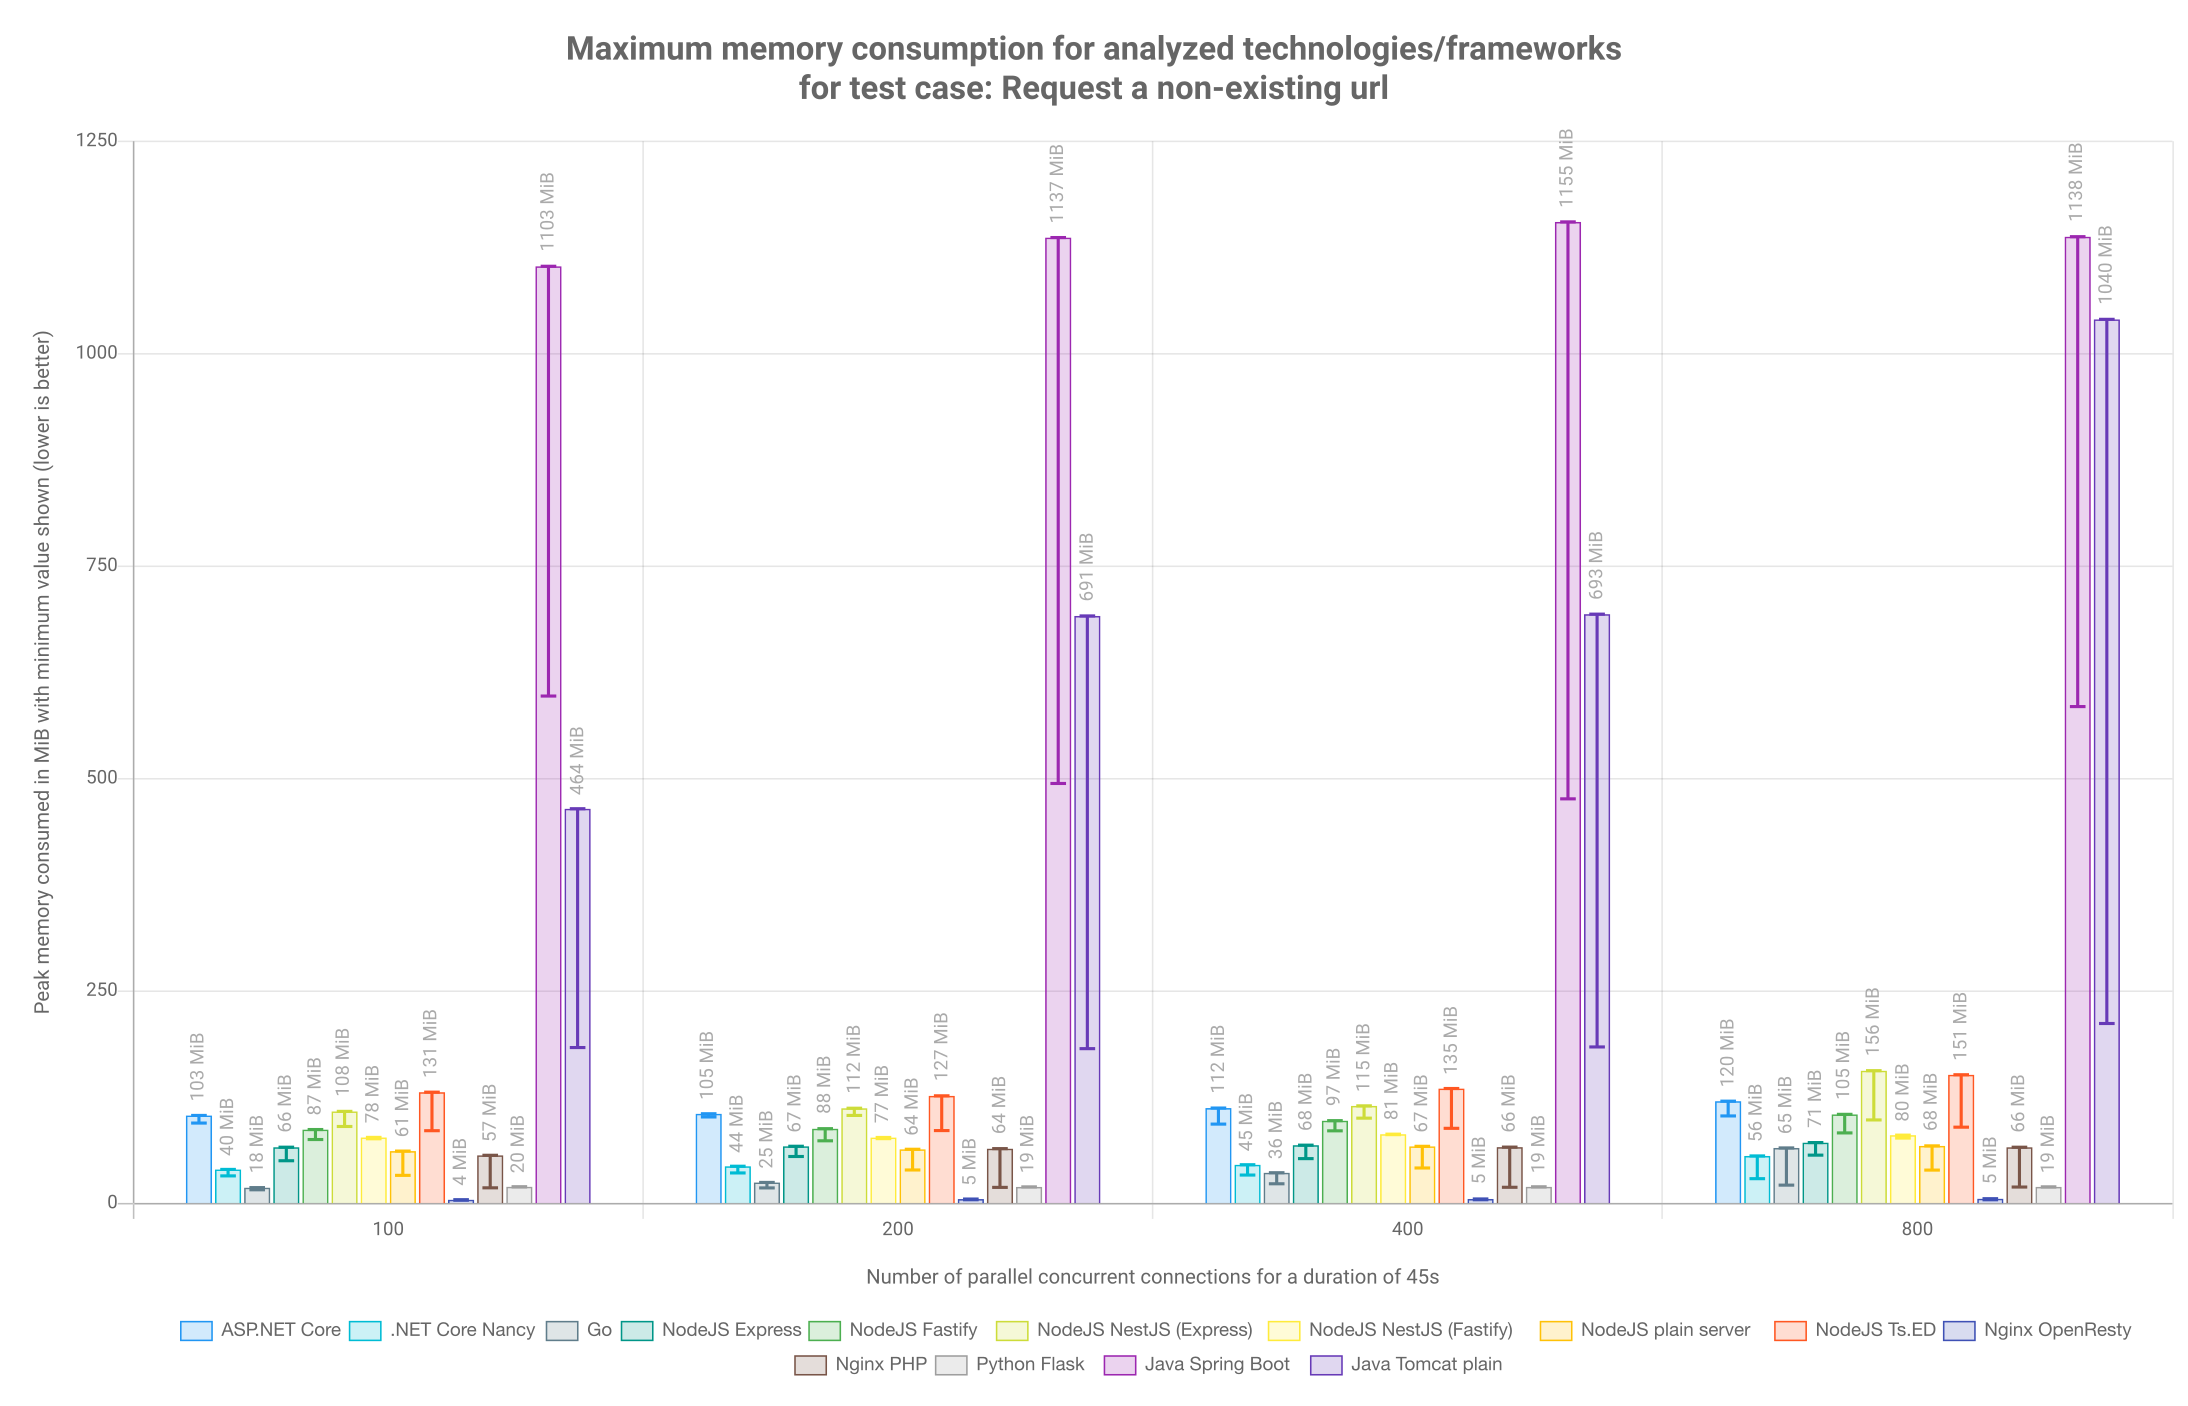 Maximum memory consumption for analyzed technologies/frameworks
for test case: Request a non-existing url
Peak memory consumed in MiB with minimum value shown (lower is better)
1250
1000
750
500
250
0
103 MiB
40 MiB
18 MiB
66 MiB
87 MiB
108 MiB
78 MiB
61 MiB
131 MiB
4 MiB
57 MiB
20 MiB
1103 MiB
464 MiB
105 MiB
44 MiB
25 MiB
67 MiB
88 MiB
112 MiB
77 MiB
64 MiB
127 MiB
5 MiB
64 MiB
19 MiB
1137 MiB
691 MiB
112 MiB
45 MiB
36 MiB
68 MiB
97 MiB
115 MiB
81 MiB
67 MiB
135 MiB
5 MiB
66 MiB
19 MiB
1155 MiB
693 MiB
120 MiB
56 MiB
65 MiB
71 MiB
105 MiB
156 MiB
80 MiB
68 MiB
151 MiB
5 MiB
66 MiB
19 MiB
1138 MiB
1040 MiB
100 200 400 800
Number of parallel concurrent connections for a duration of 45s
ASP.NET Core .NET Core Nancy Go NodeJS Express NodeJS Fastify NodeJS NestJS (Express) NodeJS NestJS (Fastify) NodeJS plain server NodeJS Ts.ED Nginx OpenResty
Nginx PHP Python Flask Java Spring Boot Java Tomcat plain